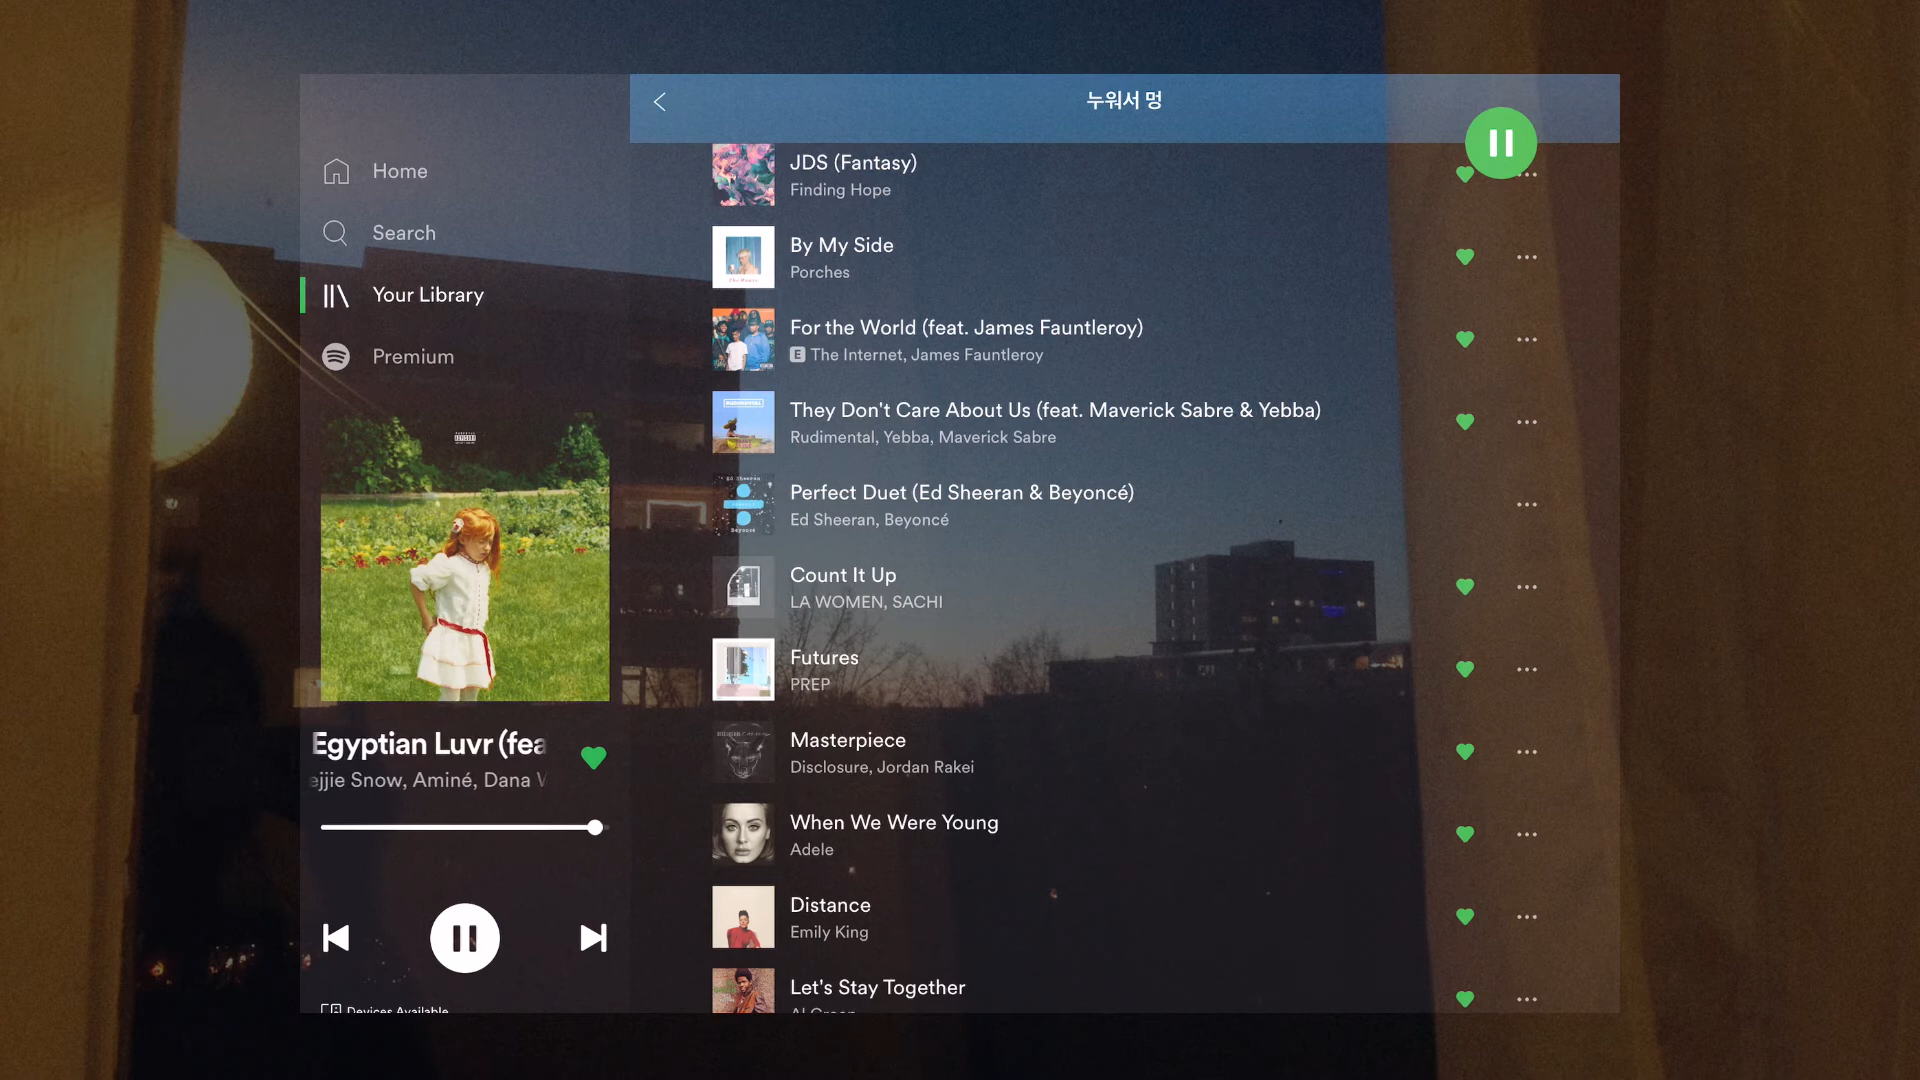 누워서 멍
Home
Search
Your Library
Premium
Egyptian Luvr (fea
ejjie Snow, Aminé, Dana W
Devices Available
JDS (Fantasy)
Finding Hope
By My Side
Porches
For the World (feat. James Fauntleroy)
E The Internet, James Fauntleroy
They Don't Care About Us (feat. Maverick Sabre & Yebba)
Rudimental, Yebba, Maverick Sabre
Perfect Duet (Ed Sheeran & Beyoncé)
Ed Sheeran, Beyoncé
Count It Up
LA WOMEN, SACHI
Futures
PREP
Masterpiece
Disclosure, Jordan Rakei
When We Were Young
Adele
Distance
Emily King
Let's Stay Together
Al Green